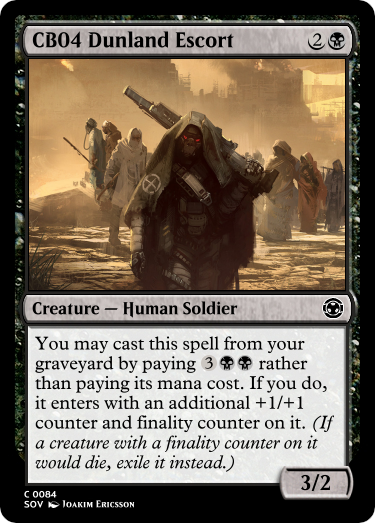 CB04 Dunland Escort 2
Creature — Human Soldier
You may cast this spell from your
graveyard by paying 3 rather
than paying its mana cost. If you do,
it enters with an additional +1/+1
counter and finality counter on it. (If
a creature with a finality counter on it
would die, exile it instead.)
3/2
C 0084
SOV Joakim Ericsson